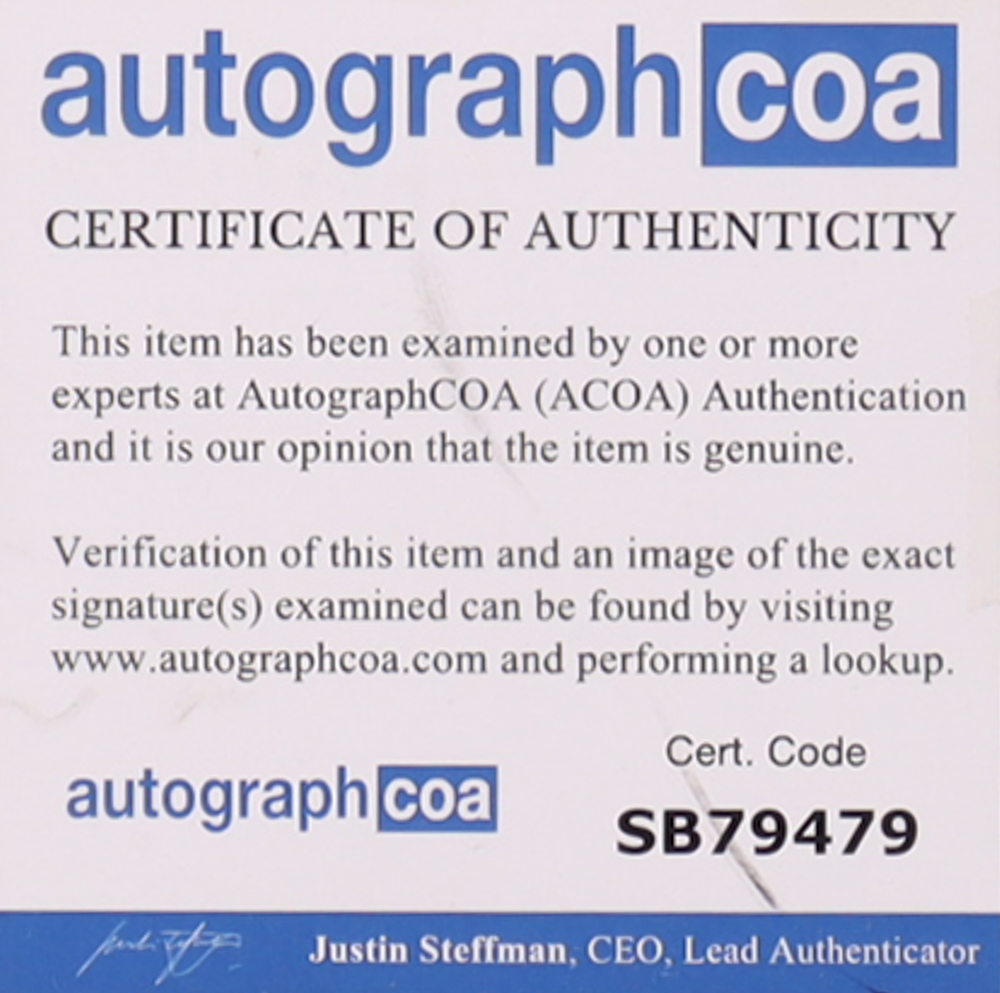 autographcoa
CERTIFICATE OF AUTHENTICITY
This item has been examined by one or more
experts at AutographCOA (ACOA) Authentication
and it is our opinion that the item is genuine.
Verification of this item and an image of the exact
signature(s) examined can be found by visiting
www.autographcoa.com and performing a lookup.
Cert. Code
autographcoa
SB79479
Justin Steffman, CEO, Lead Authenticator